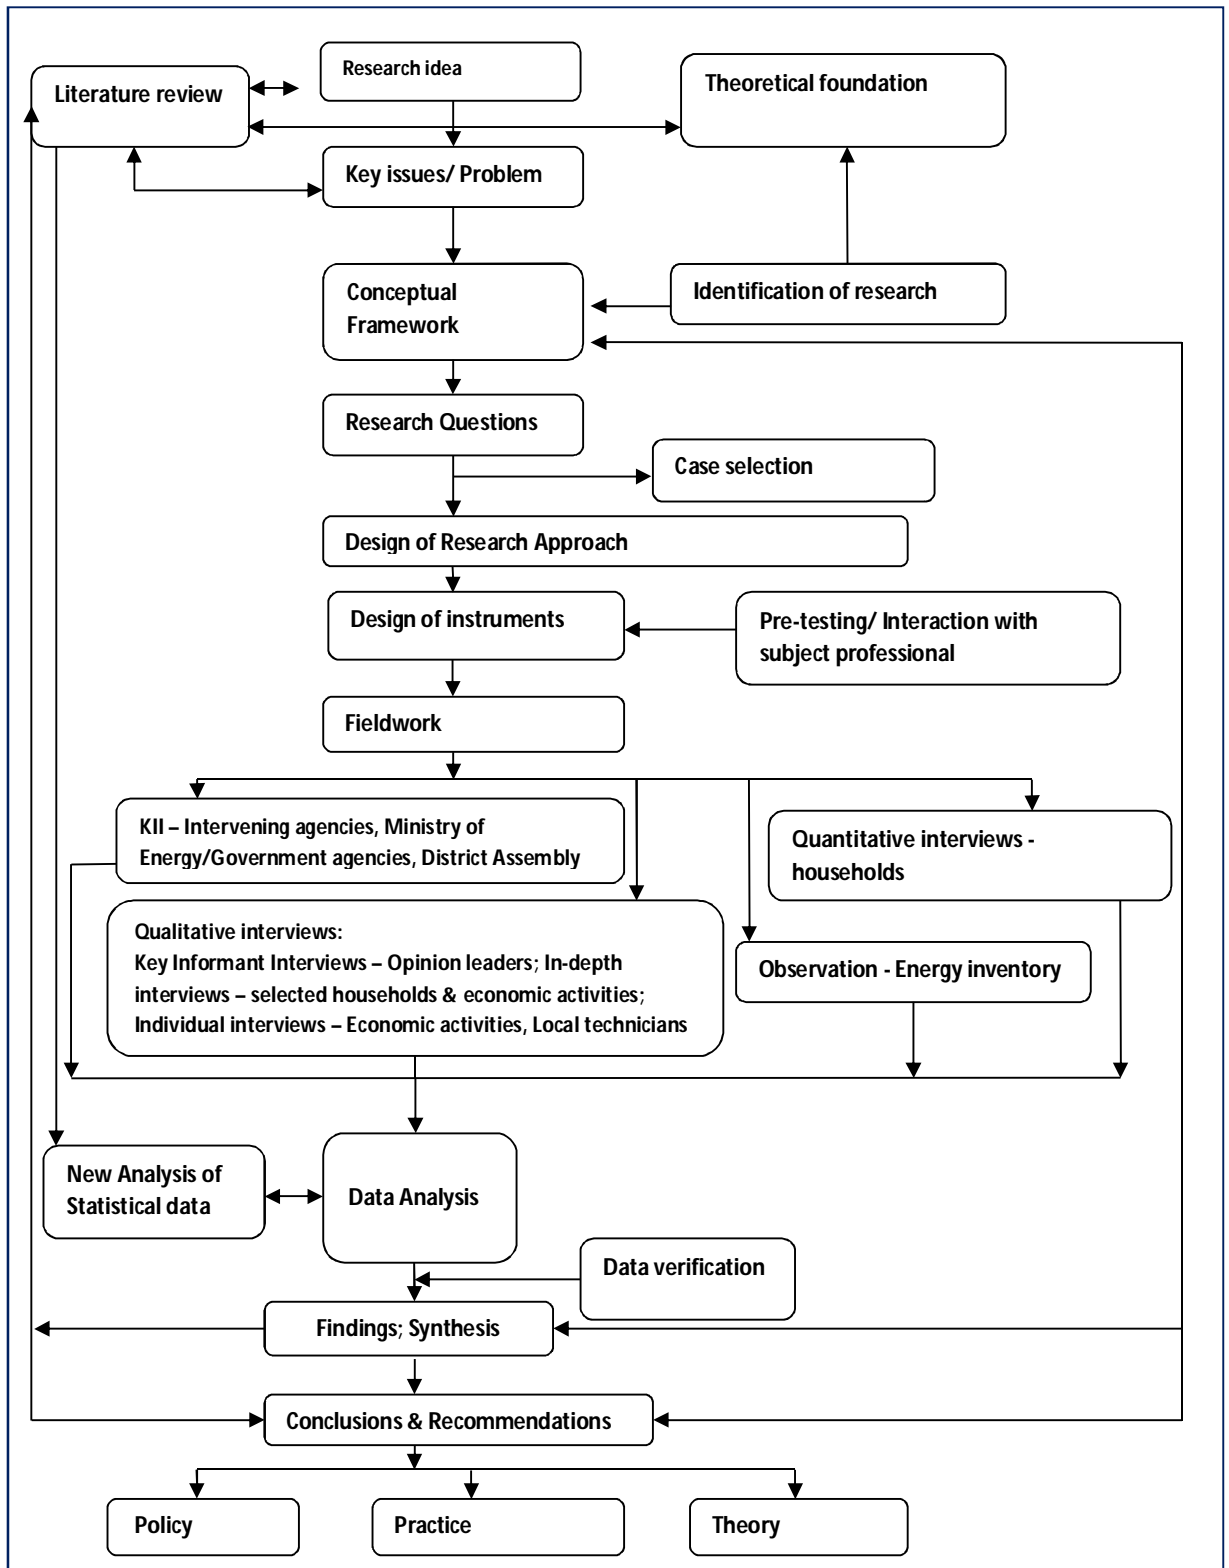 Research idea
Literature review
Theoretical foundation
Key issues/ Problem
Conceptual
Framework
Identification of research
Research Questions
Case selection
Design of Research Approach
Design of instruments
Pre-testing/ Interaction with
subject professional
Fieldwork
KII – Intervening agencies, Ministry of
Energy/Government agencies, District Assembly
Quantitative interviews -
households
Qualitative interviews:
Key Informant Interviews – Opinion leaders; In-depth
interviews – selected households & economic activities;
Individual interviews – Economic activities, Local technicians
Observation - Energy inventory
New Analysis of
Statistical data
Data Analysis
Data verification
Findings; Synthesis
Conclusions & Recommendations
Policy
Practice
Theory